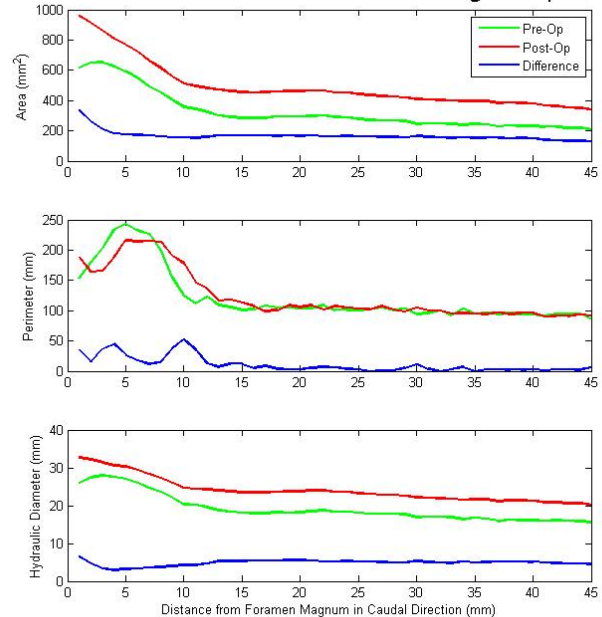 Area (mm²)
1000
800
600
400
200
0
Pre-Op
Post-Op
Difference
0 5 10 15 20 25 30 35 40 45
Perimeter (mm)
250
200
150
100
50
0
0 5 10 15 20 25 30 35 40 45
Hydraulic Diameter (mm)
40
30
20
10
0
0 5 10 15 20 25 30 35 40 45
Distance from Foramen Magnum in Caudal Direction (mm)